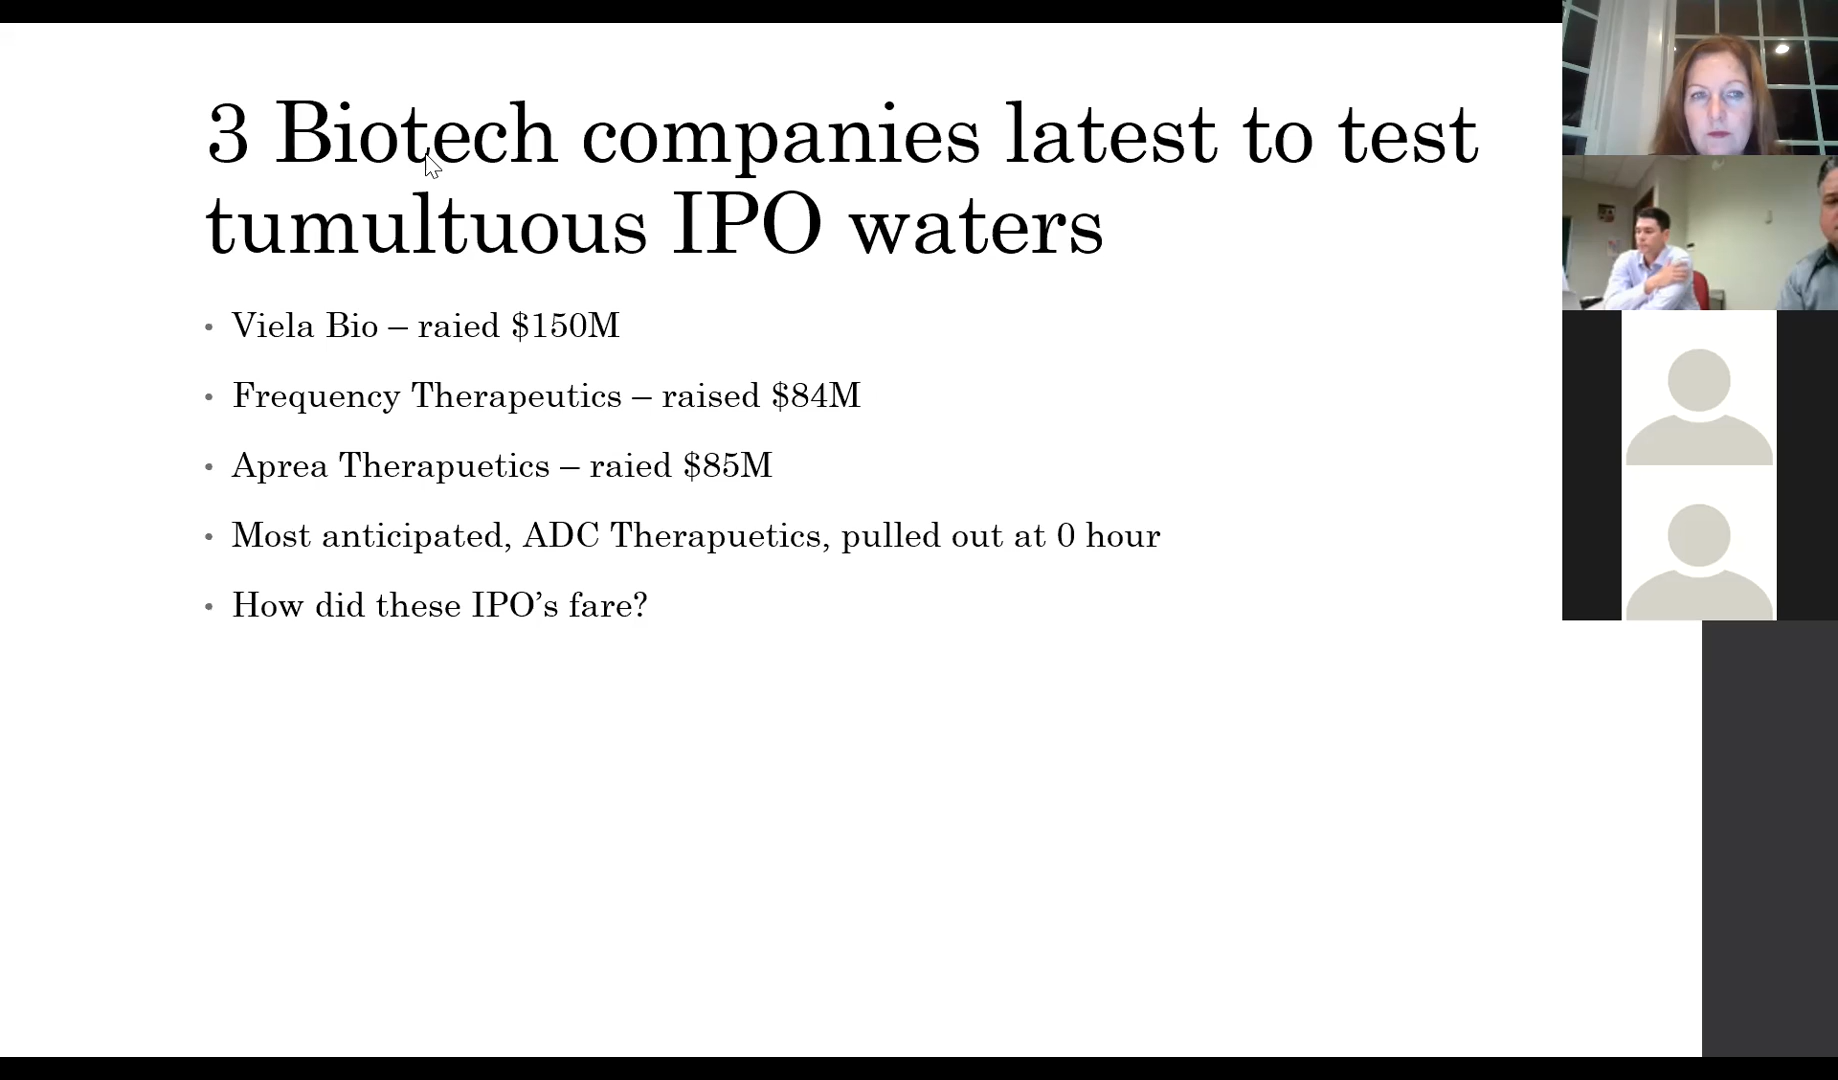 3 Biotech companies latest to test
tumultuous IPO waters
• Viela Bio – raied $150M
• Frequency Therapeutics – raised $84M
• Aprea Therapuetics – raied $85M
• Most anticipated, ADC Therapuetics, pulled out at 0 hour
• How did these IPO’s fare?